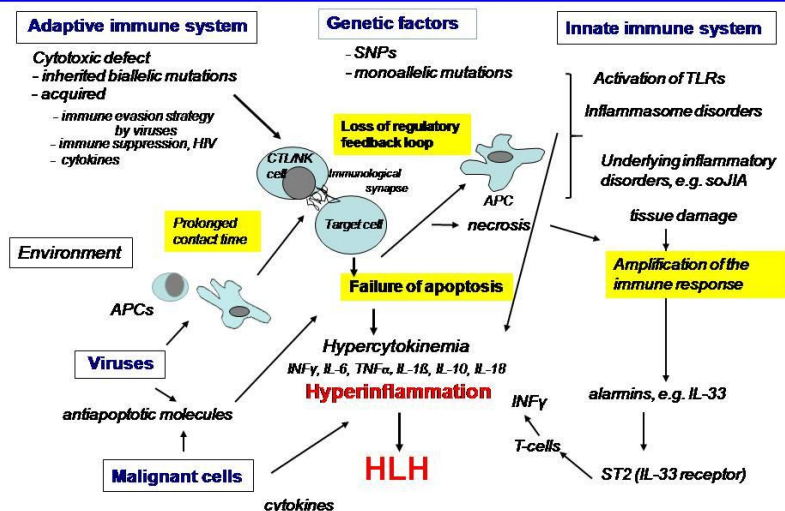 Adaptive immune system
Cytotoxic defect
- inherited biallelic mutations
- acquired
- immune evasion strategy
by viruses
- immune suppression, HIV
- cytokines
Genetic factors
- SNPs
- monoallelic mutations
Innate immune system
Activation of TLRs
Inflammasome disorders
Underlying inflammatory
disorders, e.g. soJIA
tissue damage
Loss of regulatory
feedback loop
CTL/NK
cell
Immunological
synapse
APC
Target cell
necrosis
Prolonged
contact time
Environment
APCs
Amplification of the
immune response
Failure of apoptosis
Hypercytokinemia
INFγ, IL-6, TNFα, IL-1ß, IL-10, IL-18
Hyperinflammation
HLH
Viruses
antiapoptotic molecules
Malignant cells
cytokines
INFγ
T-cells
alarmins, e.g. IL-33
ST2 (IL-33 receptor)